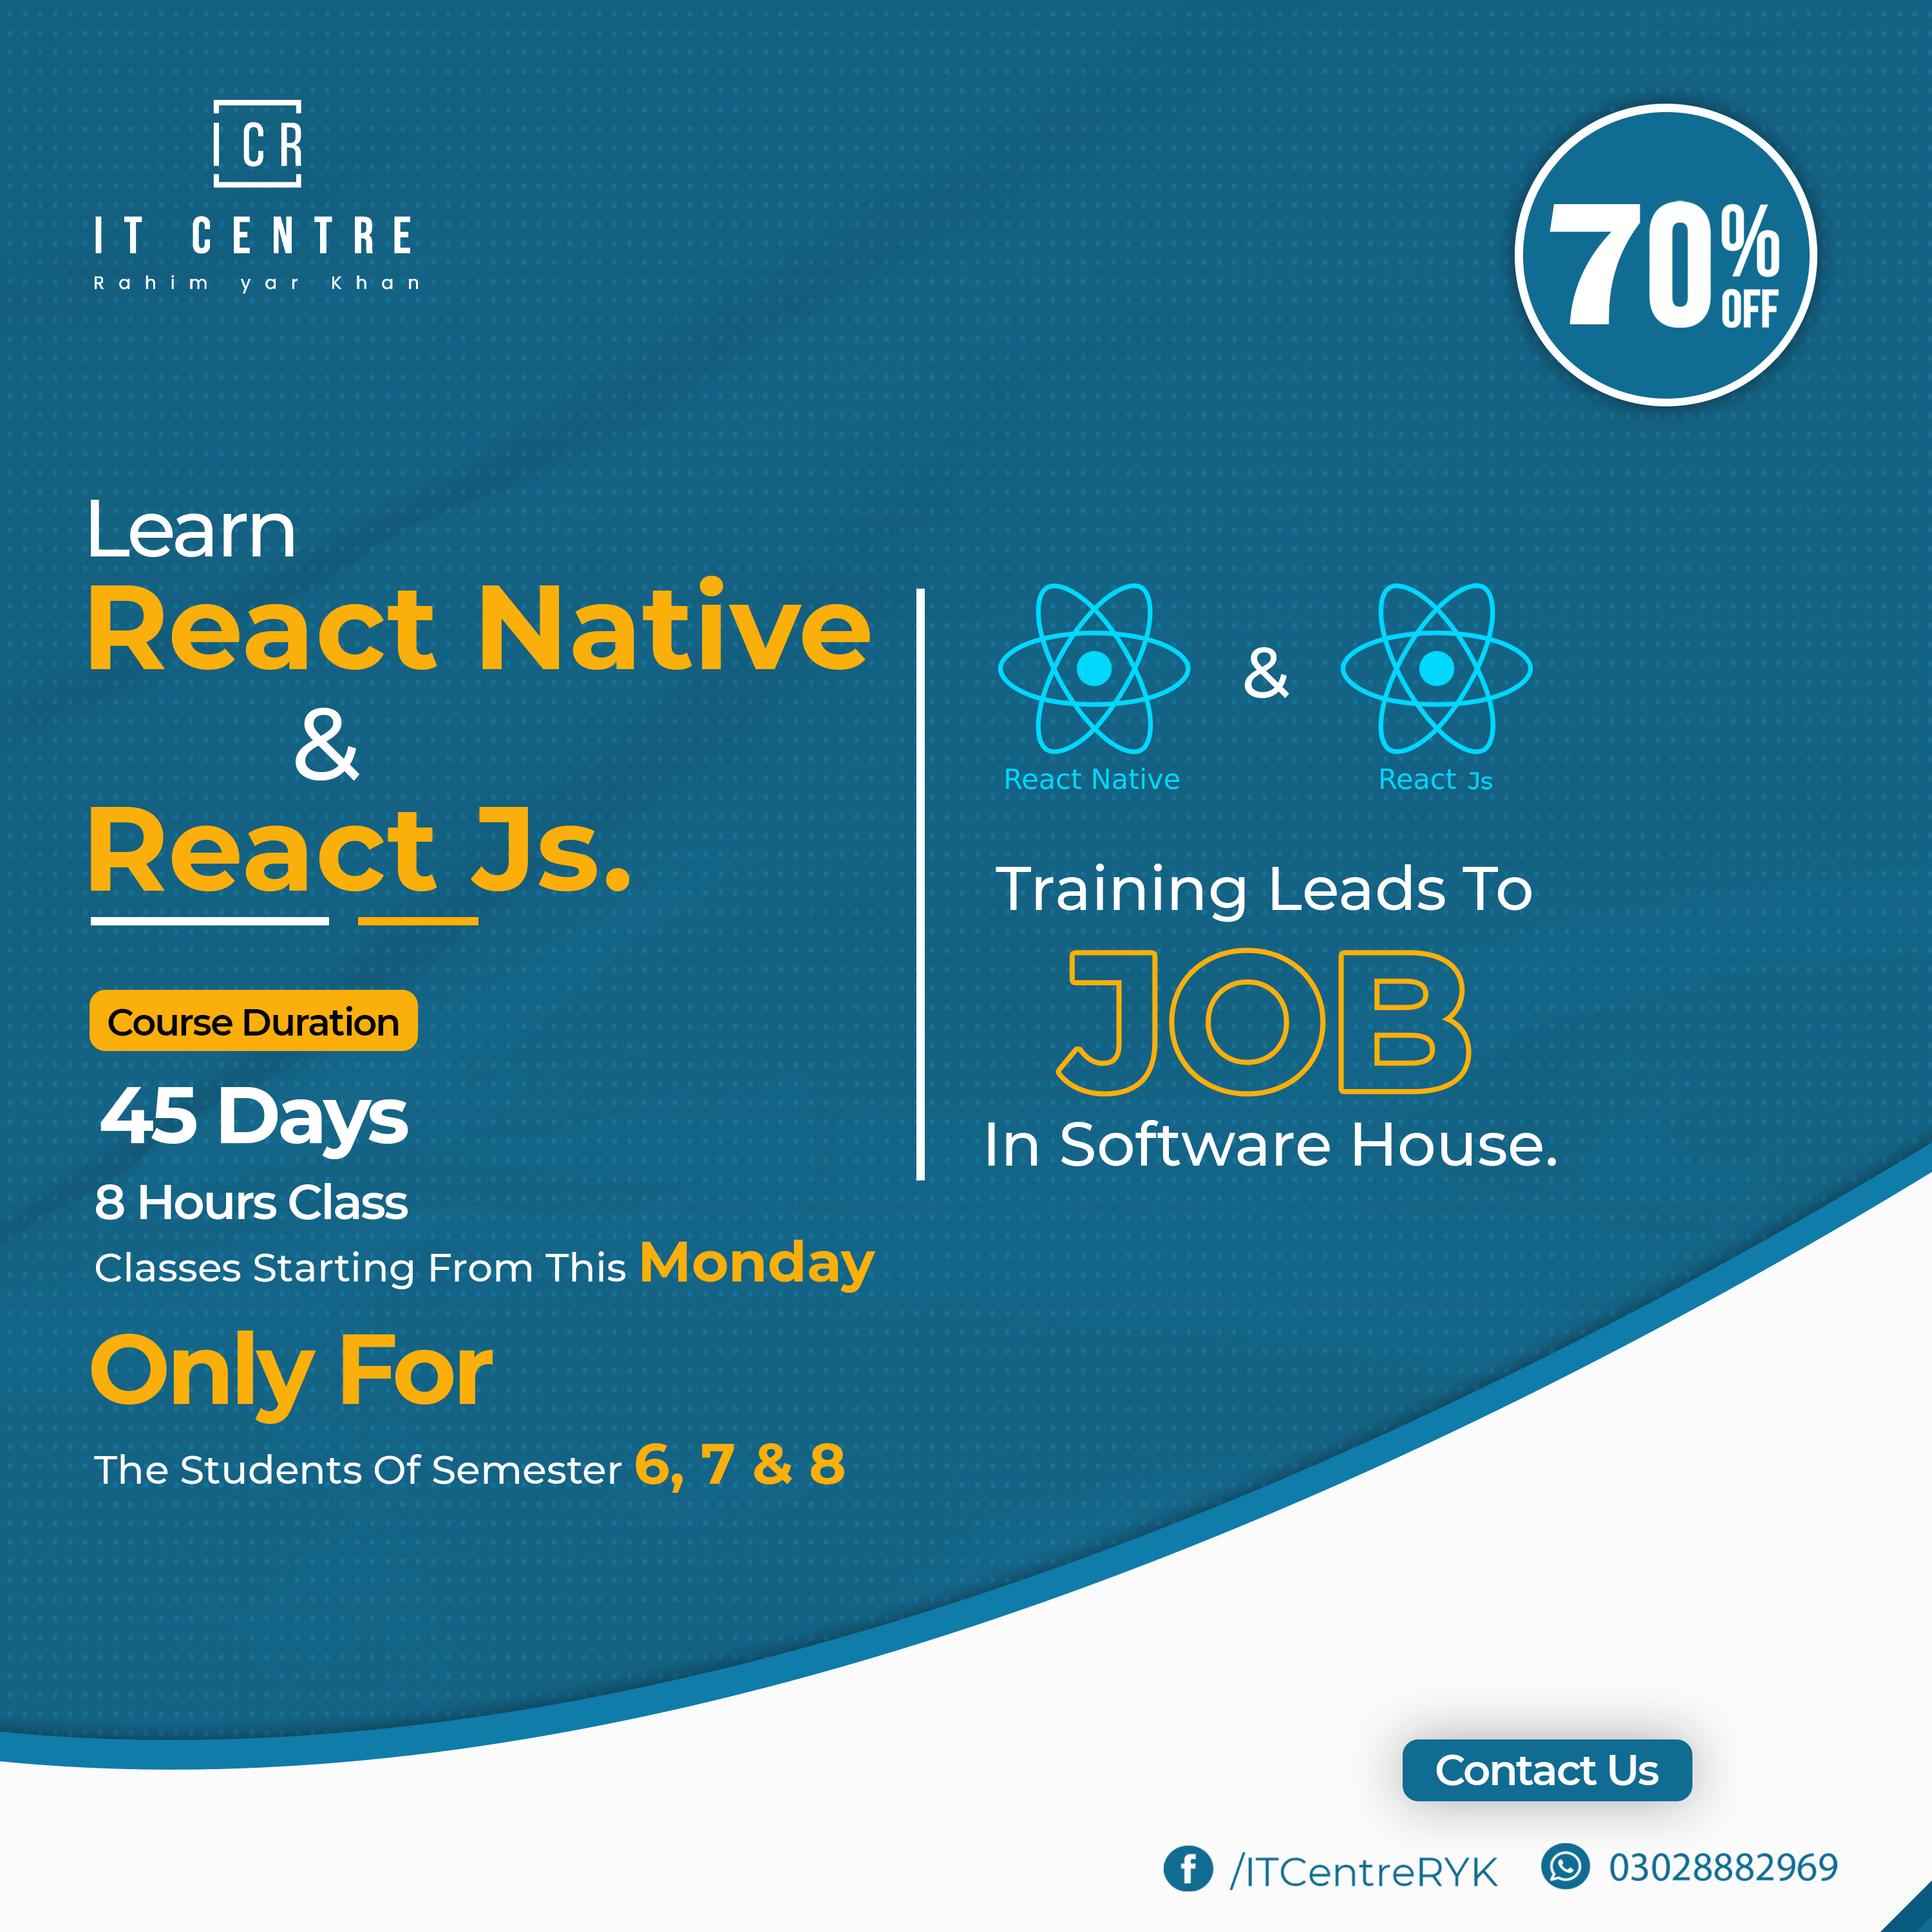 ICR
IT CENTRE
Rahim yar Khan
70% OFF
Learn
React Native
&
React Js.
Course Duration
45 Days
8 Hours Class
Classes Starting From This Monday
Only For
The Students Of Semester 6, 7 & 8
&
React Native
React Js
Training Leads To
JOB
In Software House.
Contact Us
/ITCentreRYK
03028882969